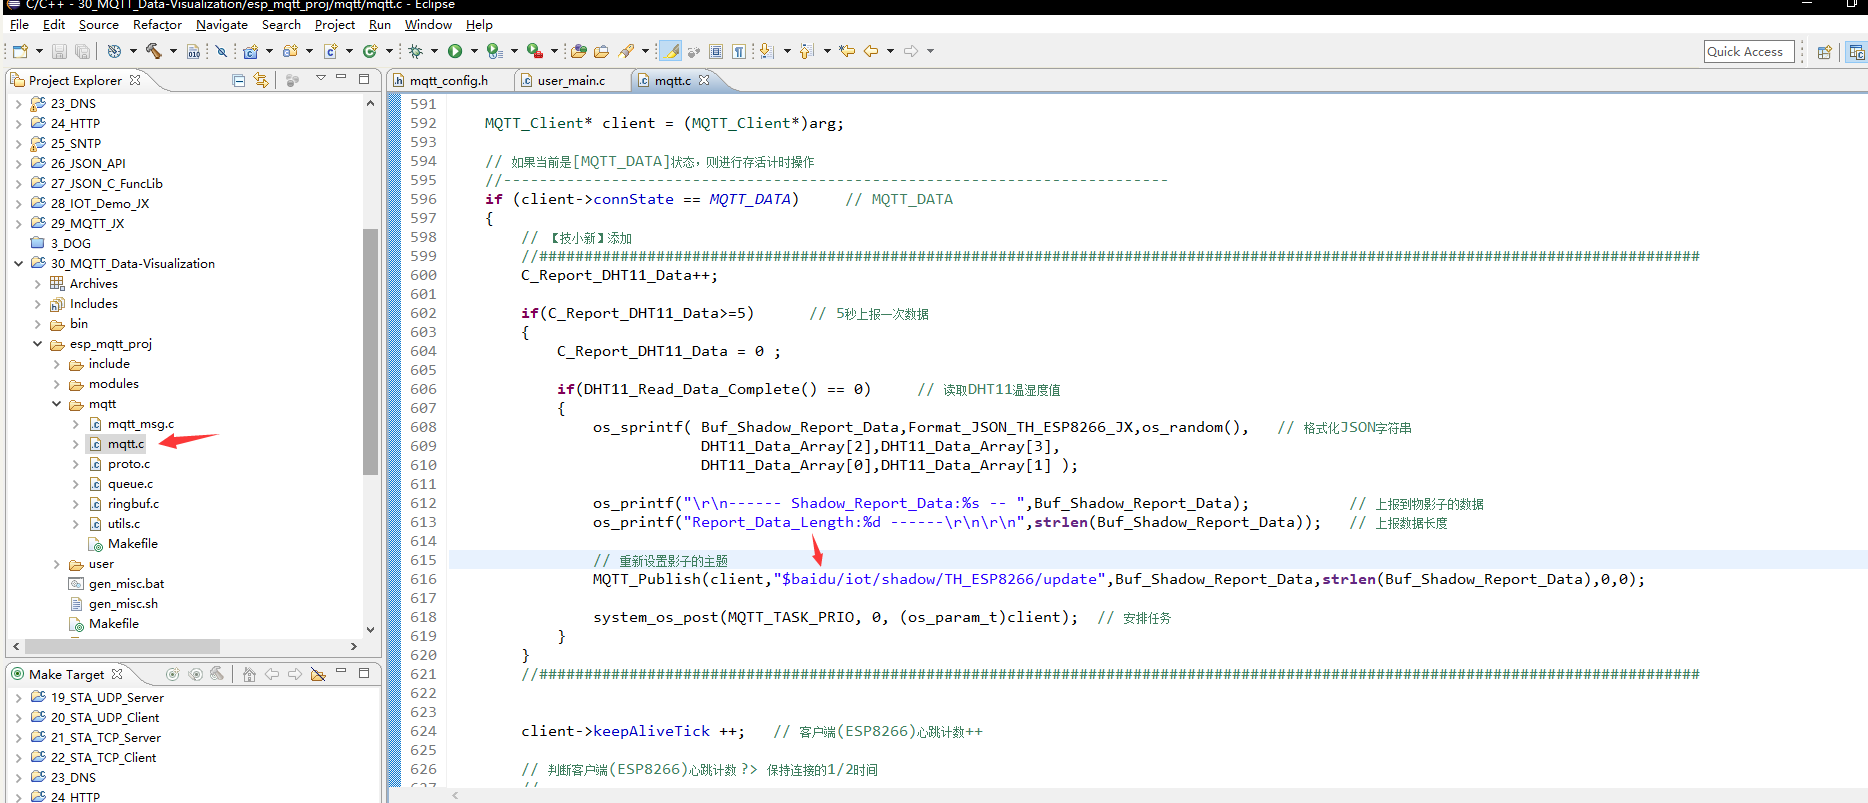 C/C++ - 30_MQTT_Data-Visualization/esp_mqtt_proj/mqtt/mqtt.c - Eclipse
File Edit Source Refactor Navigate Search Project Run Window Help
Quick Access
Project Explorer
23_DNS
24_HTTP
25_SNTP
26_JSON_API
27_JSON_C_FuncLib
28_IOT_Demo_JX
29_MQTT_JX
3_DOG
30_MQTT_Data-Visualization
Archives
Includes
bin
esp_mqtt_proj
include
modules
mqtt
mqtt_msg.c
mqtt.c
proto.c
queue.c
ringbuf.c
utils.c
Makefile
user
gen_misc.bat
gen_misc.sh
Makefile
Make Target
19_STA_UDP_Server
20_STA_UDP_Client
21_STA_TCP_Server
22_STA_TCP_Client
23_DNS
24_HTTP
mqtt_config.h user_main.c mqtt.c
591
592 MQTT_Client* client = (MQTT_Client*)arg;
593
594 // 如果当前是[MQTT_DATA]状态，则进行存活计时操作
595 //--------------------------------------------------------------------------
596 if (client->connState == MQTT_DATA) // MQTT_DATA
597 {
598 // 【技小新】添加
599 //#################################################################################################################################
600 C_Report_DHT11_Data++;
601
602 if(C_Report_DHT11_Data>=5) // 5秒上报一次数据
603 {
604 C_Report_DHT11_Data = 0 ;
605
606 if(DHT11_Read_Data_Complete() == 0) // 读取DHT11温湿度值
607 {
608 os_sprintf( Buf_Shadow_Report_Data,Format_JSON_TH_ESP8266_JX,os_random(), // 格式化JSON字符串
609 DHT11_Data_Array[2],DHT11_Data_Array[3],
610 DHT11_Data_Array[0],DHT11_Data_Array[1] );
611
612 os_printf("\r\n------ Shadow_Report_Data:%s -- ",Buf_Shadow_Report_Data); // 上报到物影子的数据
613 os_printf("Report_Data_Length:%d ------\r\n\r\n",strlen(Buf_Shadow_Report_Data)); // 上报数据长度
614
615 // 重新设置影子的主题
616 MQTT_Publish(client,"$baidu/iot/shadow/TH_ESP8266/update",Buf_Shadow_Report_Data,strlen(Buf_Shadow_Report_Data),0,0);
617
618 system_os_post(MQTT_TASK_PRIO, 0, (os_param_t)client); // 安排任务
619 }
620 }
621 //#################################################################################################################################
622
623
624 client->keepAliveTick ++; // 客户端(ESP8266)心跳计数++
625
626 // 判断客户端(ESP8266)心跳计数 ?> 保持连接的1/2时间